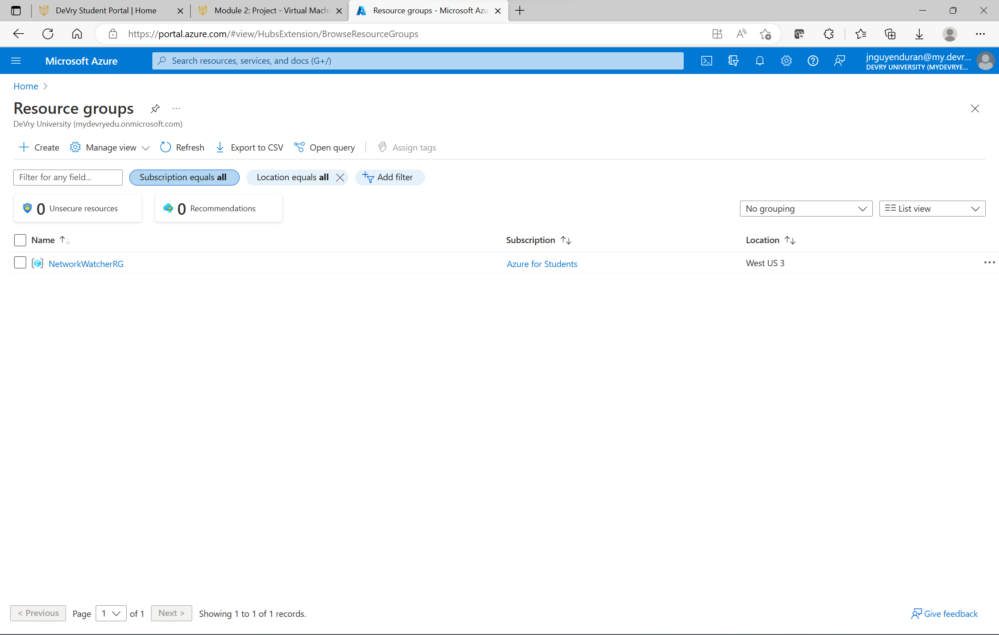 DeVry Student Portal | Home
Module 2: Project - Virtual Machi
Resource groups - Microsoft Azu
https://portal.azure.com/#view/HubsExtension/BrowseResourceGroups
Microsoft Azure
Search resources, services, and docs (G+/)
jnguyenduran@my.devr...
DEVRY UNIVERSITY (MYDEVRYE...
Home
Resource groups
DeVry University (mydevryedu.onmicrosoft.com)
Create Manage view Refresh Export to CSV Open query Assign tags
Filter for any field... Subscription equals all Location equals all Add filter
0 Unsecure resources 0 Recommendations No grouping List view
Name Subscription Location
NetworkWatcherRG Azure for Students West US 3
< Previous Page 1 of 1 Next > Showing 1 to 1 of 1 records. Give feedback